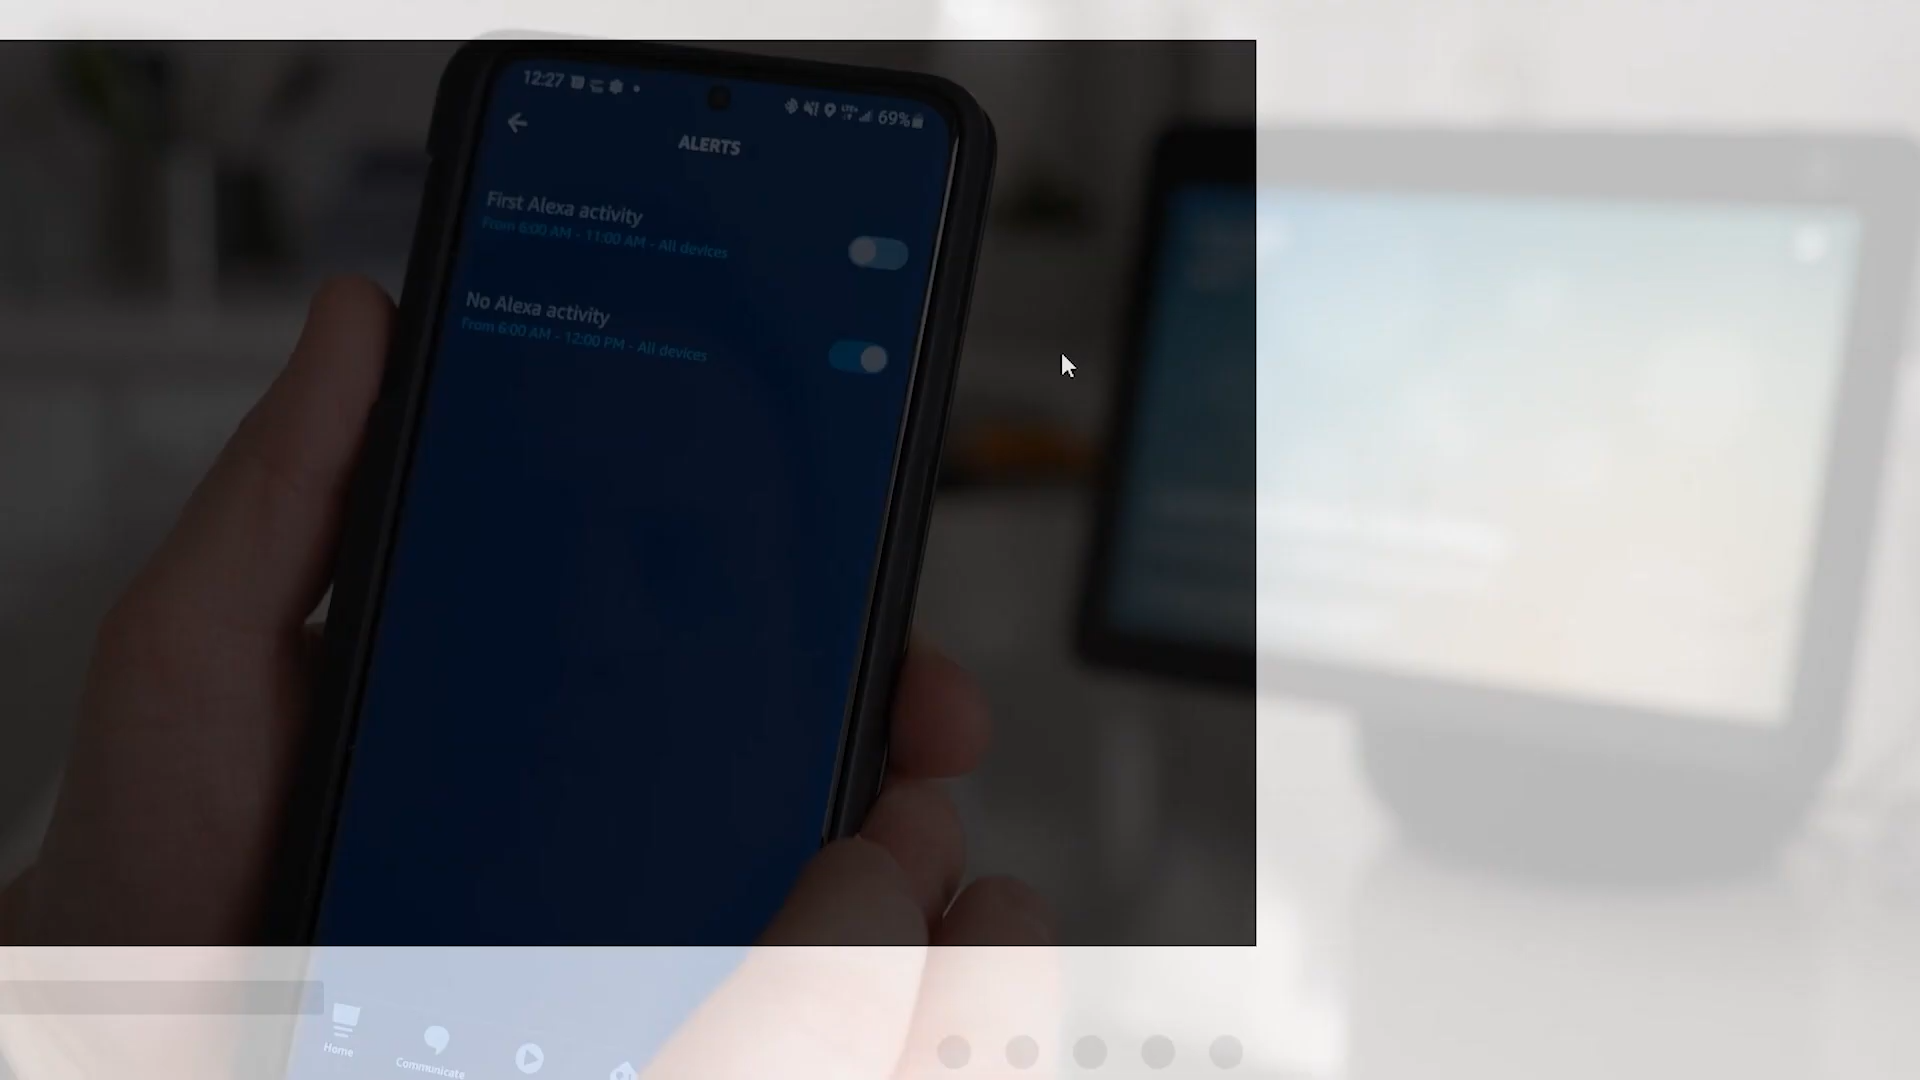 12:27
69%
ALERTS
First Alexa activity
From 6:00 AM - 11:00 AM - All devices
No Alexa activity
From 6:00 AM - 12:00 PM - All devices
Home
Communicate